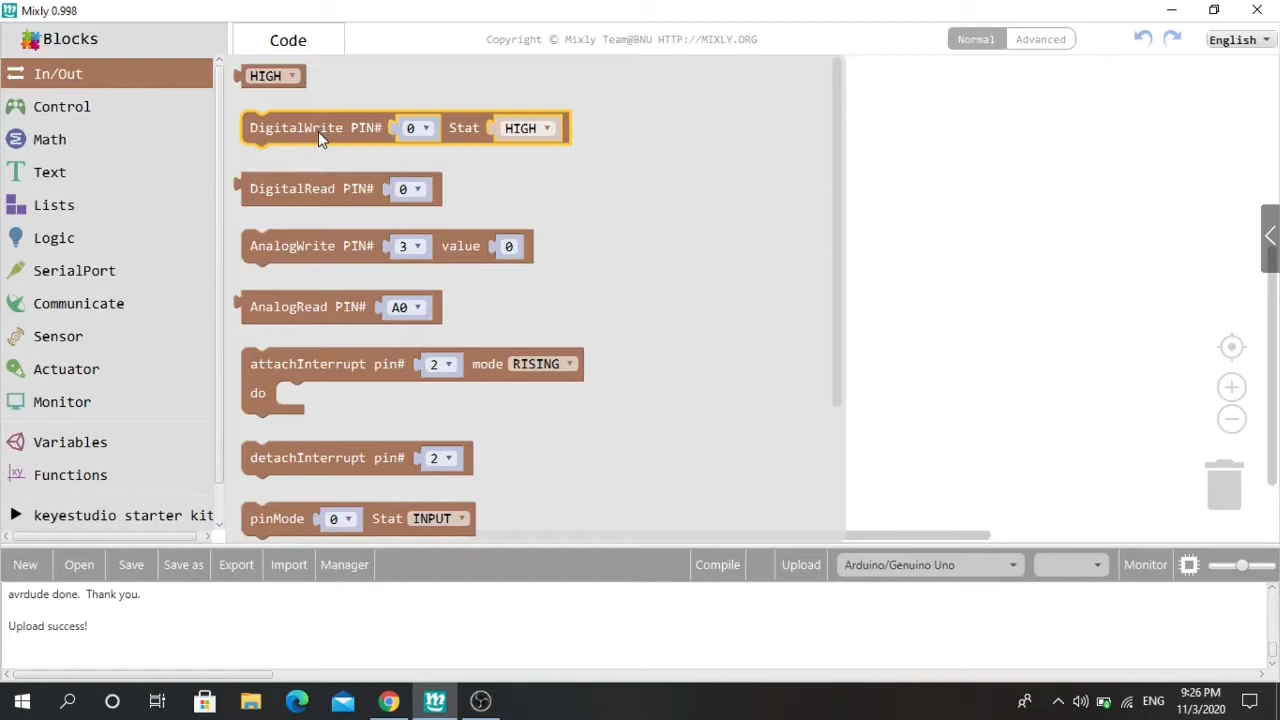 Mixly 0.998
Blocks
Code
Copyright © Mixly Team@BNU HTTP://MIXLY.ORG
Normal
Advanced
English
In/Out
Control
Math
Text
Lists
Logic
SerialPort
Communicate
Sensor
Actuator
Monitor
Variables
Functions
keyestudio starter kit
HIGH
DigitalWrite PIN# 0 Stat HIGH
DigitalRead PIN# 0
AnalogWrite PIN# 3 value 0
AnalogRead PIN# A0
attachInterrupt pin# 2 mode RISING
do
detachInterrupt pin# 2
pinMode 0 Stat INPUT
New
Open
Save
Save as
Export
Import
Manager
Compile
Upload
Arduino/Genuino Uno
Monitor
avrdude done. Thank you.
Upload success!
ENG
9:26 PM
11/3/2020